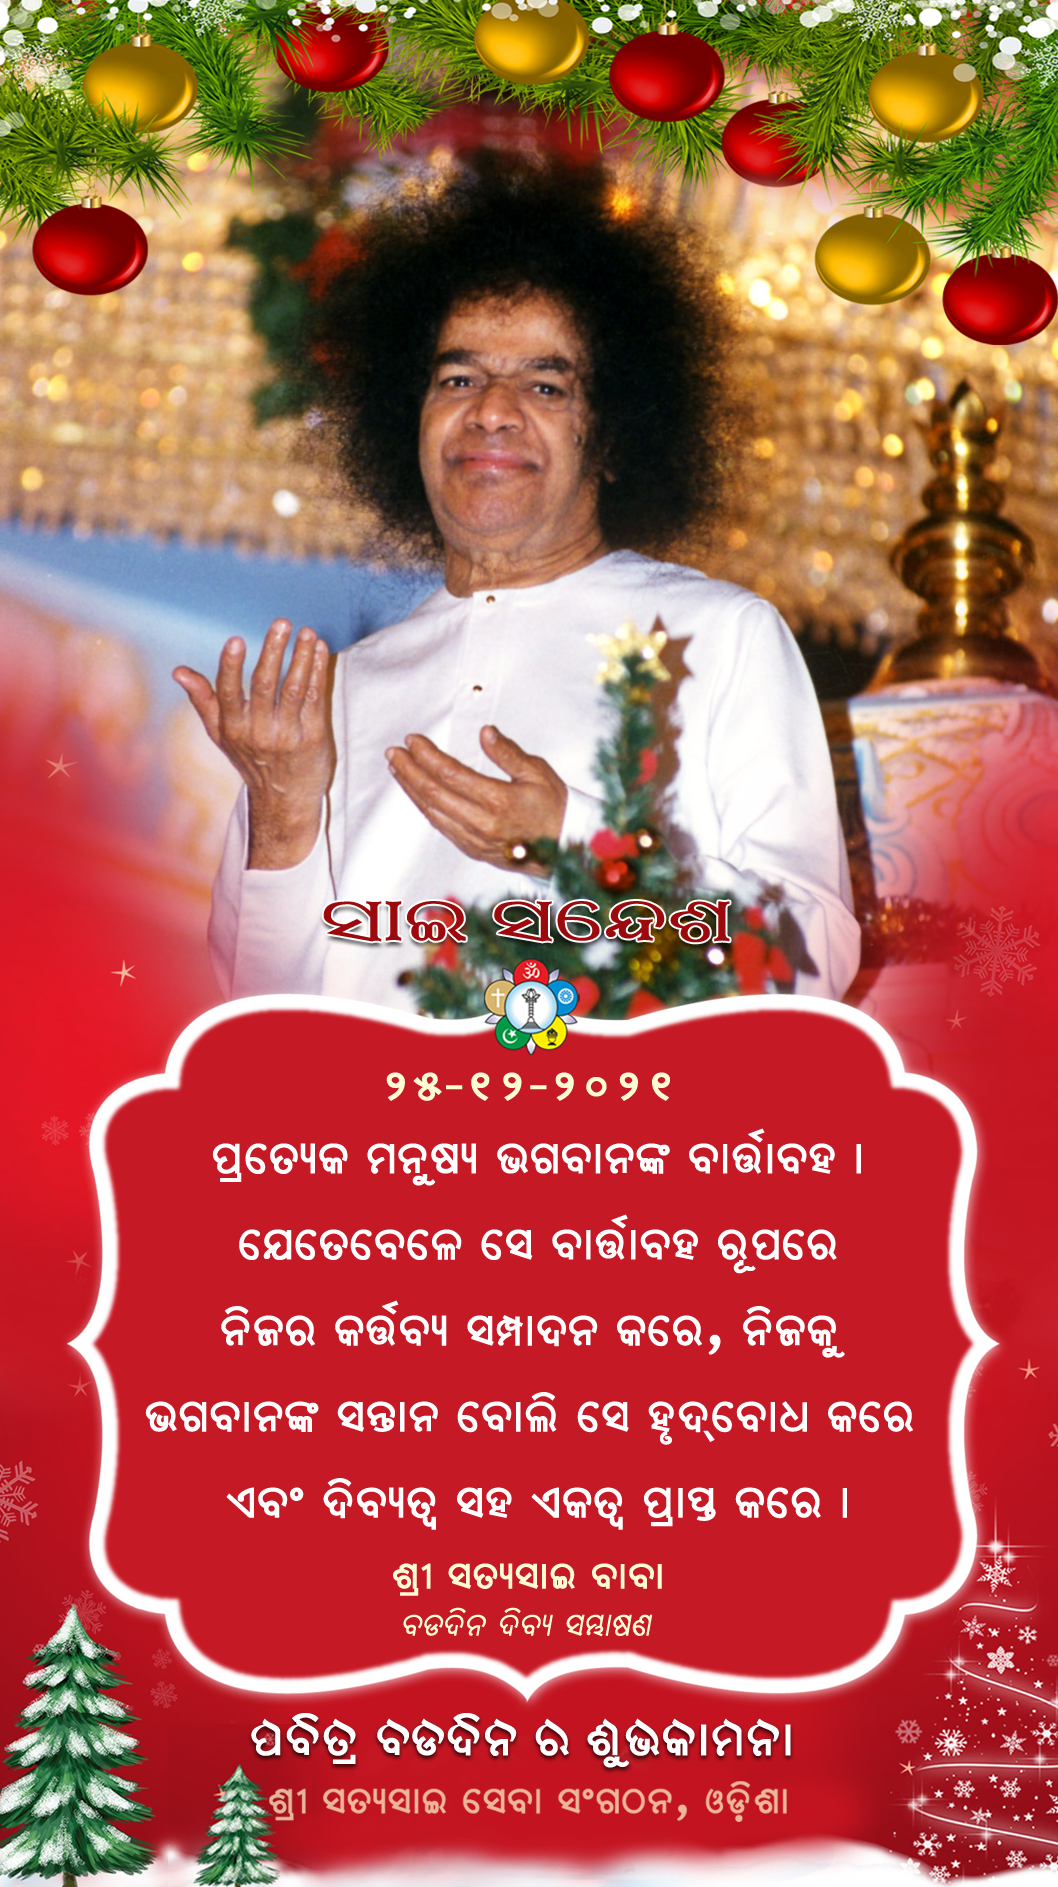 ସାଇ ସନ୍ଦେଶ
୨୫-୧୨-୨୦୨୧
ପ୍ରତ୍ୟେକ ମନୁଷ୍ୟ ଭଗବାନଙ୍କ ବାର୍ତ୍ତାବହ ।
ଯେତେବେଳେ ସେ ବାର୍ତ୍ତାବହ ରୂପରେ
ନିଜର କର୍ତ୍ତବ୍ୟ ସମ୍ପାଦନ କରେ, ନିଜକୁ
ଭଗବାନଙ୍କ ସନ୍ତାନ ବୋଲି ସେ ହୃଦ୍‌ବୋଧ କରେ
ଏବଂ ଦିବ୍ୟତ୍ୱ ସହ ଏକତ୍ୱ ପ୍ରାପ୍ତ କରେ ।
ଶ୍ରୀ ସତ୍ୟସାଇ ବାବା
ବଡଦିନ ଦିବ୍ୟ ସମ୍ଭାଷଣ
ପବିତ୍ର ବଡଦିନ ର ଶୁଭକାମନା
ଶ୍ରୀ ସତ୍ୟସାଇ ସେବା ସଂଗଠନ, ଓଡ଼ିଶା